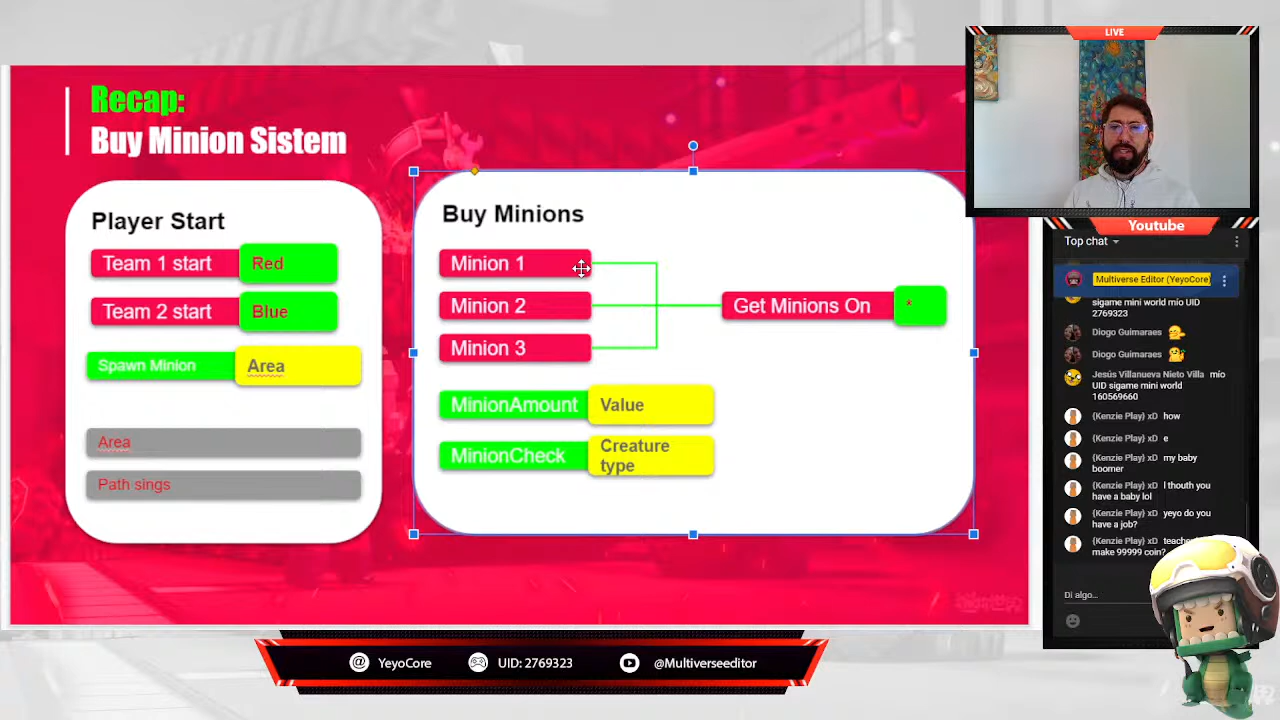 Recap:
Buy Minion Sistem
Player Start
Team 1 start
Red
Team 2 start
Blue
Spawn Minion
Area
Area
Path sings
Buy Minions
Minion 1
Minion 2
Minion 3
Get Minions On
*
MinionAmount
Value
MinionCheck
Creature
type
LIVE
Youtube
Top chat
Multiverse Editor (YeyoCore)
sigame mini world mío UID
2769323
Diogo Guimaraes
Diogo Guimaraes
Jesús Villanueva Nieto Villa mío
UID sigame mini world
160569660
{Kenzie Play} xD how
{Kenzie Play} xD e
{Kenzie Play} xD my baby
boomer
{Kenzie Play} xD I thouth you
have a baby lol
{Kenzie Play} xD yeyo do you
have a job?
{Kenzie Play} xD
make 99999 coin?
Di algo...
@ YeyoCore
UID: 2769323
@Multiverseeditor